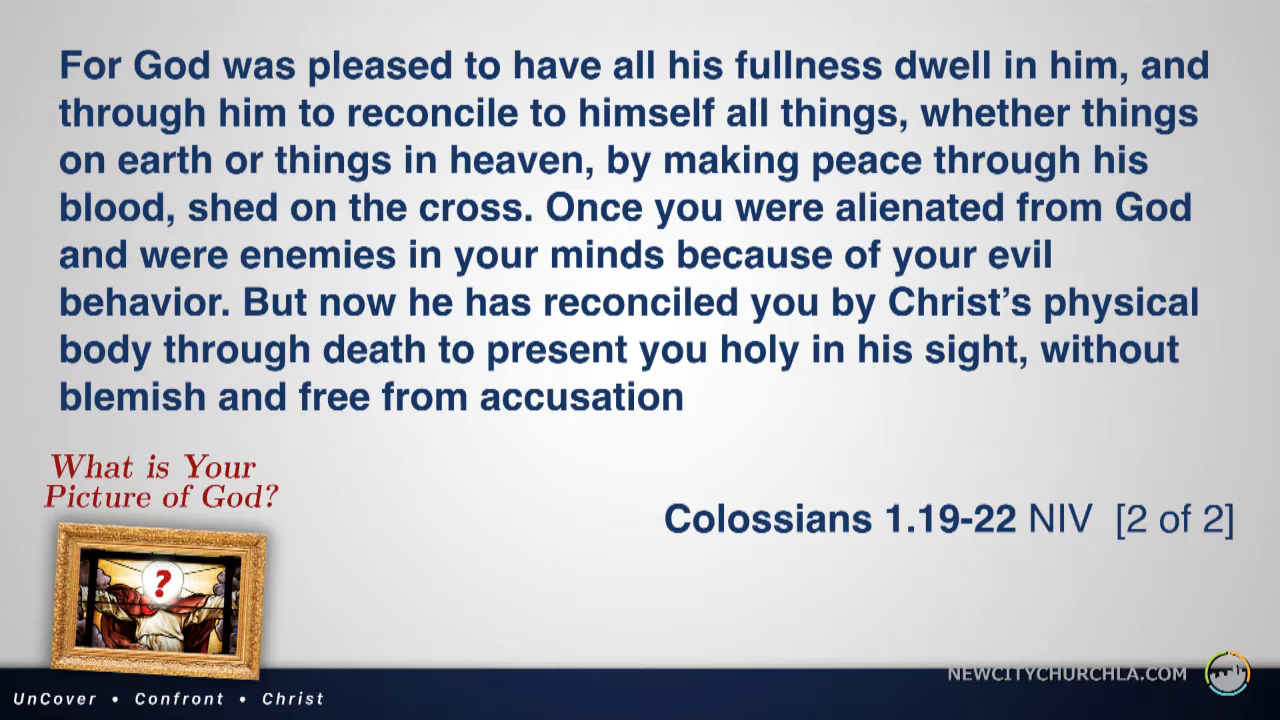 For God was pleased to have all his fullness dwell in him, and
through him to reconcile to himself all things, whether things
on earth or things in heaven, by making peace through his
blood, shed on the cross. Once you were alienated from God
and were enemies in your minds because of your evil
behavior. But now he has reconciled you by Christ’s physical
body through death to present you holy in his sight, without
blemish and free from accusation
What is Your
Picture of God?
Colossians 1.19-22 NIV [2 of 2]
?
NEWCITYCHURCHLA.COM
UnCover • Confront • Christ